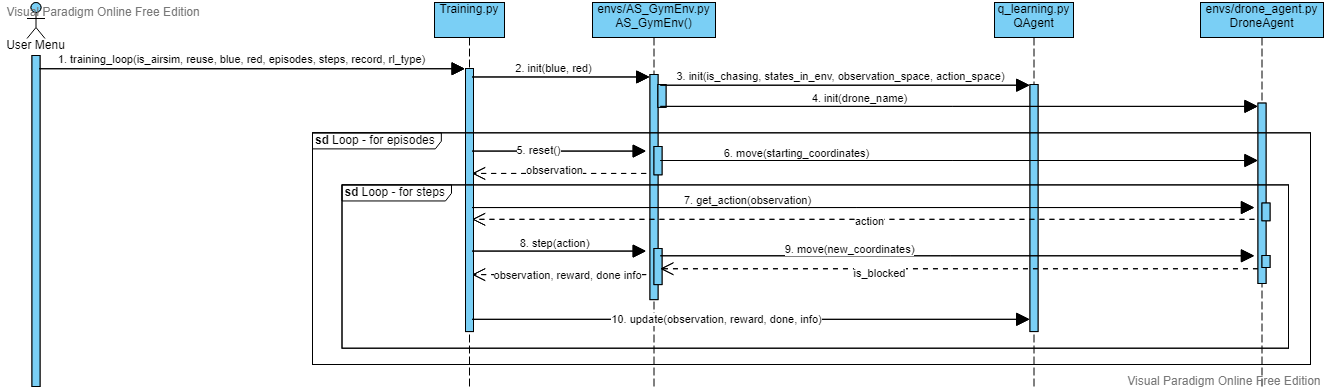 Visual Paradigm Online Free Edition
User Menu
Training.py
envs/AS_GymEnv.py
AS_GymEnv()
q_learning.py
QAgent
envs/drone_agent.py
DroneAgent
1. training_loop(is_airsim, reuse, blue, red, episodes, steps, record, rl_type)
2. init(blue, red)
3. init(is_chasing, states_in_env, observation_space, action_space)
4. init(drone_name)
sd Loop - for episodes
5. reset()
6. move(starting_coordinates)
observation
sd Loop - for steps
7. get_action(observation)
action
8. step(action)
9. move(new_coordinates)
observation, reward, done info
is_blocked
10. update(observation, reward, done, info)
Visual Paradigm Online Free Edition